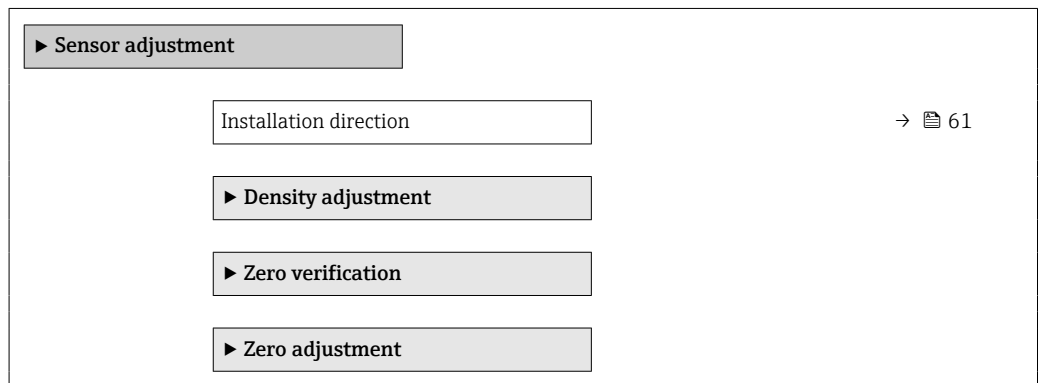 ▶ Sensor adjustment
Installation direction → 🖺 61
▶ Density adjustment
▶ Zero verification
▶ Zero adjustment